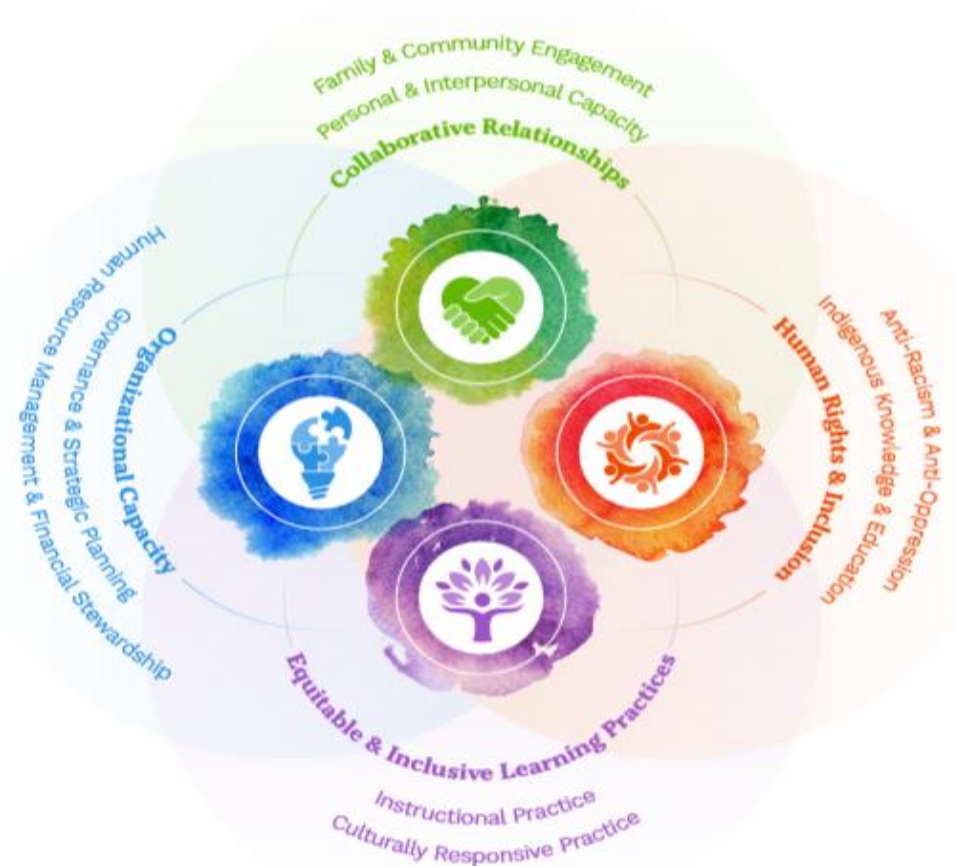 Family & Community Engagement
Personal & Interpersonal Capacity
Collaborative Relationships
Human Resource Management & Financial Stewardship
Governance & Strategic Planning
Organizational Capacity
Human Rights & Inclusion
Indigenous Knowledge & Education
Anti-Racism & Anti-Oppression
Equitable & Inclusive Learning Practices
Instructional Practice
Culturally Responsive Practice